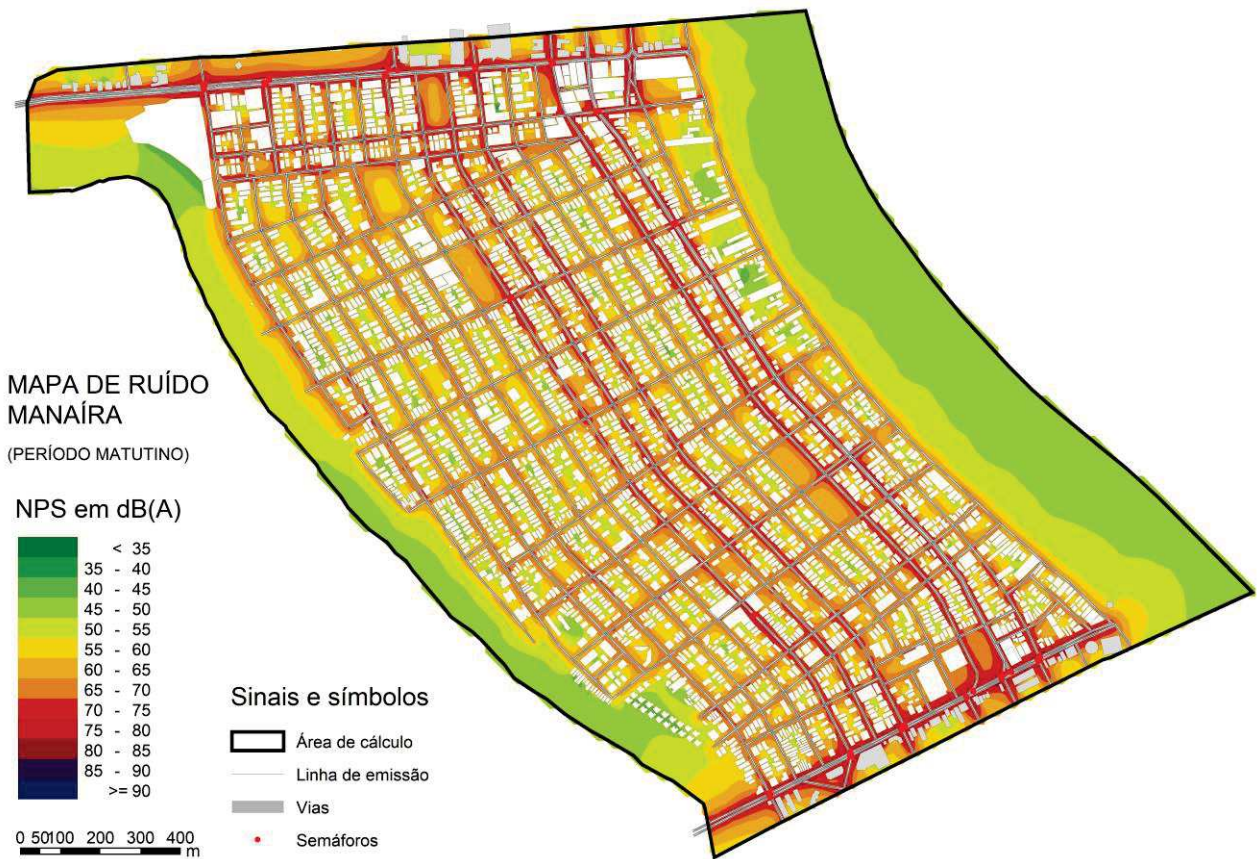 MAPA DE RUÍDO
MANAÍRA
(PERÍODO MATUTINO)
NPS em dB(A)
< 35
35 - 40
40 - 45
45 - 50
50 - 55
55 - 60
60 - 65
65 - 70
70 - 75
75 - 80
80 - 85
85 - 90
>= 90
0 50100 200 300 400
m
Sinais e símbolos
Área de cálculo
Linha de emissão
Vias
Semáforos